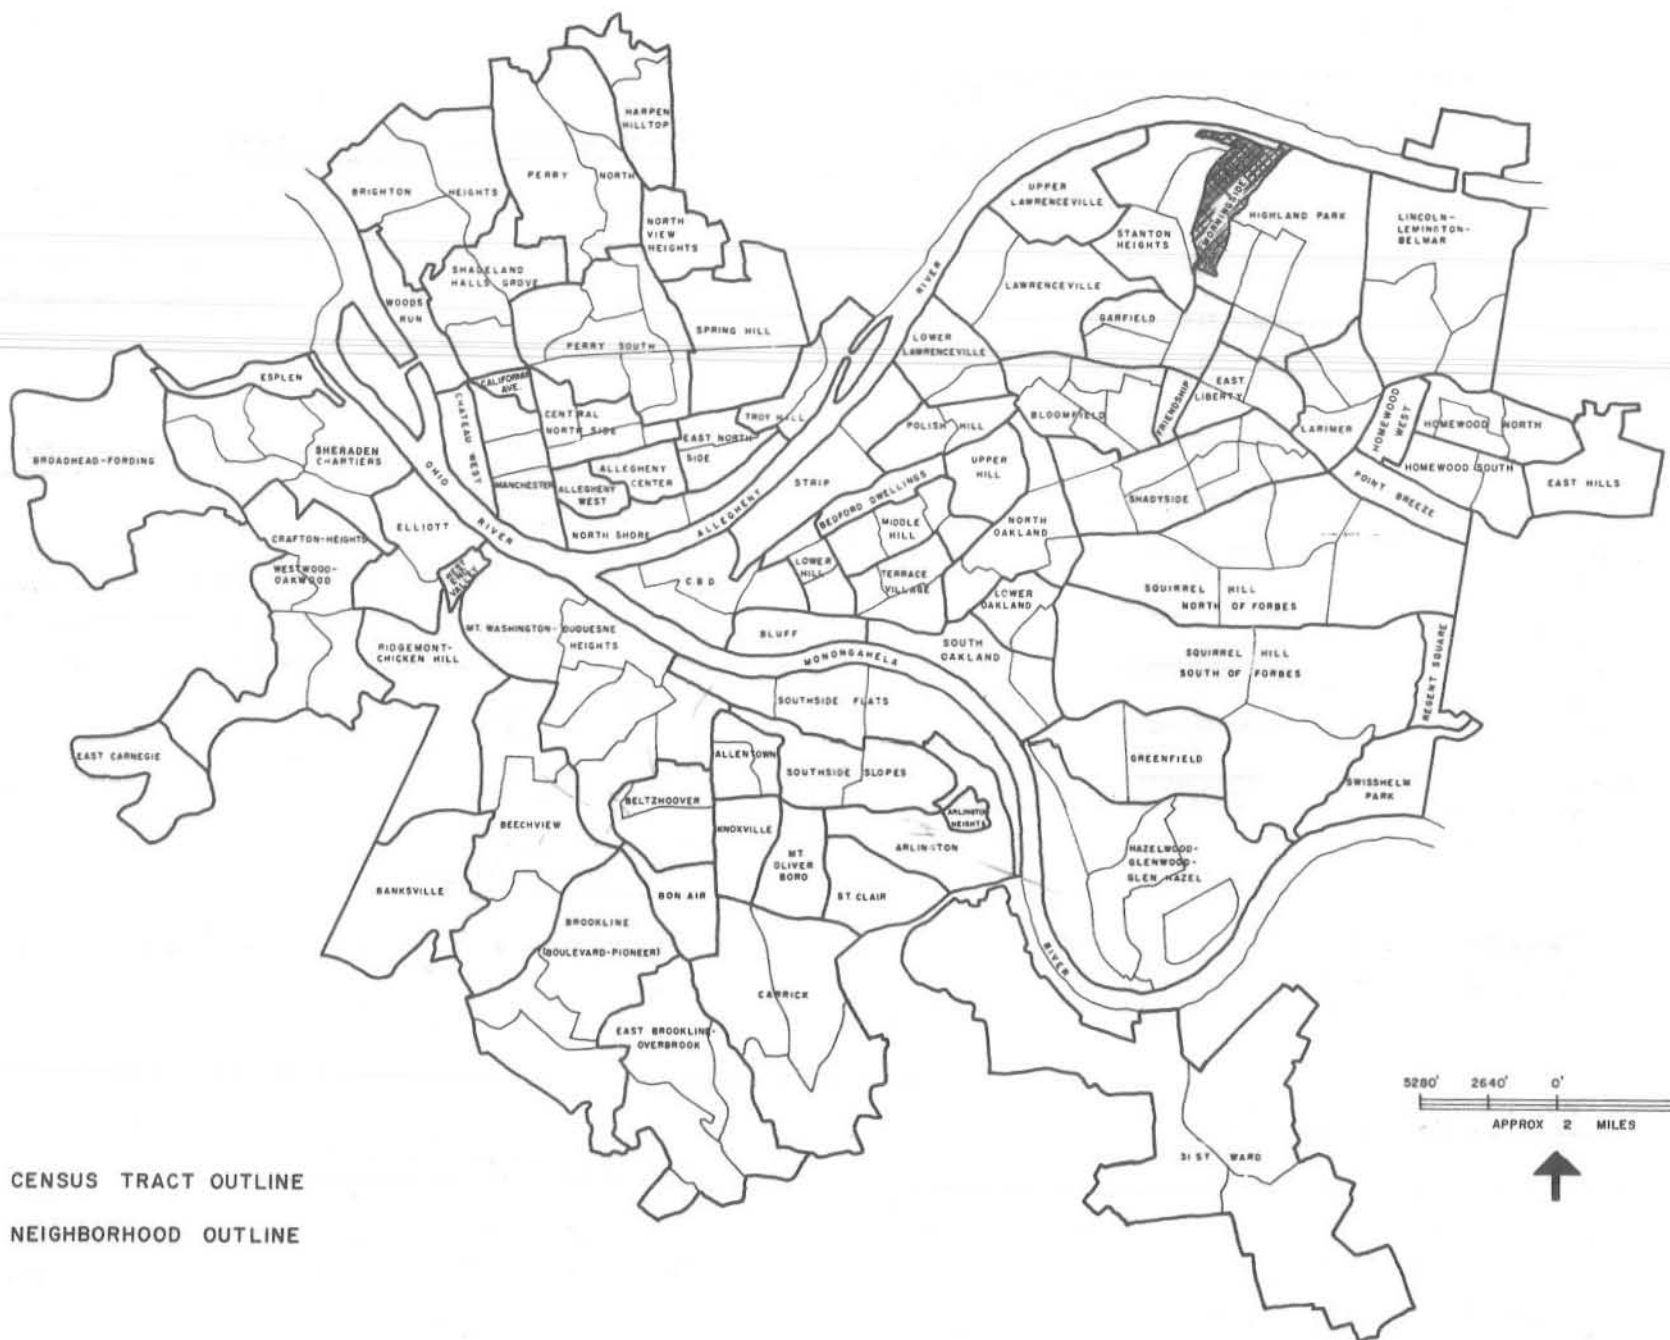 HARPEN
HILLTOP
PERRY NORTH
BRIGHTON HEIGHTS
NORTH
VIEW
HEIGHTS
UPPER
LAWRENCEVILLE
MORNINGSIDE
HIGHLAND PARK
LINCOLN-
LEMINGTON-
BELMAR
STANTON
HEIGHTS
SHADELAND
HALLS GROVE
WOODS
RUN
RIVER
LAWRENCEVILLE
GARFIELD
SPRING HILL
PERRY SOUTH
LOWER
LAWRENCEVILLE
ESPLEN
CALIFORNIA
AVE.
CHATEAU WEST
CENTRAL
NORTH SIDE
TROY HILL
EAST NORTH
SIDE
POLISH HILL
BLOOMFIELD
FRIENDSHIP
EAST
LIBERTY
LARIMER
HOMEWOOD
WEST
HOMEWOOD NORTH
HOMEWOOD SOUTH
EAST HILLS
POINT BREEZE
BROADHEAD-FORDING
SHERADEN
CHARTIERS
OHIO
RIVER
MANCHESTER
ALLEGHENY
WEST
ALLEGHENY
CENTER
STRIP
UPPER
HILL
BEDFORD DWELLINGS
SHADYSIDE
ELLIOTT
NORTH SHORE
ALLEGHENY
MIDDLE
HILL
NORTH
OAKLAND
CRAFTON-HEIGHTS
WESTWOOD-
OAKWOOD
WEST
END
VALLEY
C B D
LOWER
HILL
TERRACE
VILLAGE
LOWER
OAKLAND
SQUIRREL HILL
NORTH OF FORBES
MT. WASHINGTON-DUQUESNE
HEIGHTS
BLUFF
RIDGEMONT-
CHICKEN HILL
MONONGAHELA
SOUTH
OAKLAND
SQUIRREL HILL
SOUTH OF FORBES
REGENT SQUARE
SOUTHSIDE FLATS
EAST CARNEGIE
ALLENTOWN
SOUTHSIDE SLOPES
GREENFIELD
SWISSHELM
PARK
BELTZHOOVER
BEECHVIEW
KNOXVILLE
ARLINGTON
HEIGHTS
ARLINGTON
MT.
OLIVER
BORO
HAZELWOOD-
GLENWOOD-
GLEN HAZEL
BANKSVILLE
BON AIR
ST. CLAIR
BROOKLINE
(BOULEVARD-PIONEER)
RIVER
CARRICK
EAST BROOKLINE-
OVERBROOK
5280' 2640' 0'
APPROX 2 MILES
31 ST WARD
CENSUS TRACT OUTLINE
NEIGHBORHOOD OUTLINE